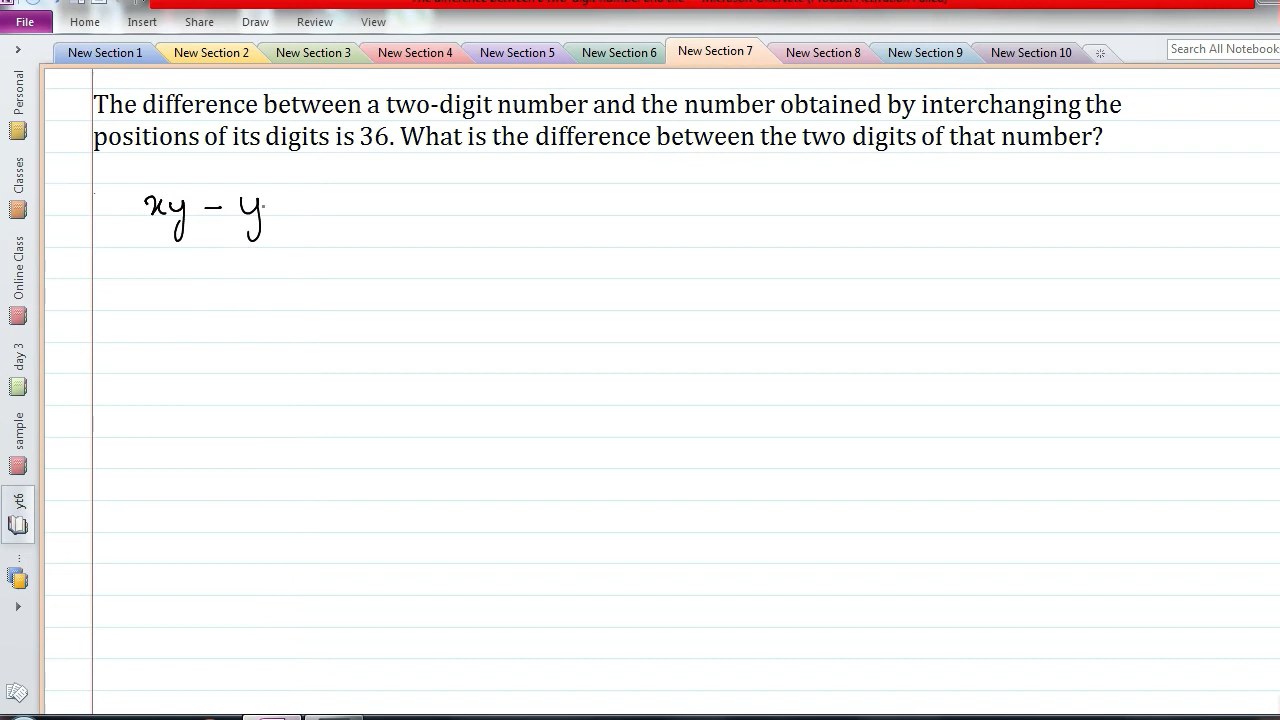 File Home Insert Share Draw Review View
New Section 1 New Section 2 New Section 3 New Section 4 New Section 5 New Section 6 New Section 7 New Section 8 New Section 9 New Section 10 Search All Notebook
Personal
Classes
Online Class
day 3
sample
yt6
The difference between a two-digit number and the number obtained by interchanging the
positions of its digits is 36. What is the difference between the two digits of that number?
xy - y